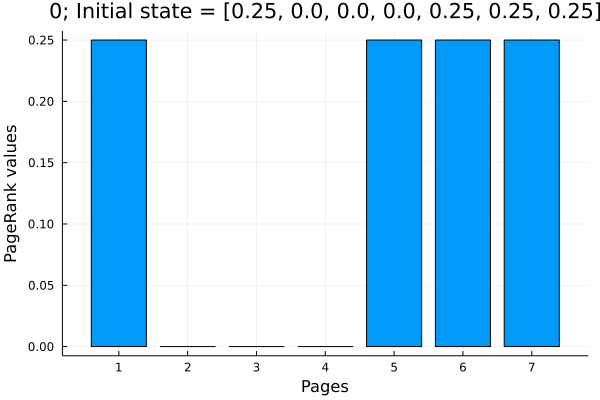 0; Initial state = [0.25, 0.0, 0.0, 0.0, 0.25, 0.25, 0.25]
PageRank values
0.25
0.20
0.15
0.10
0.05
0.00
1 2 3 4 5 6 7
Pages